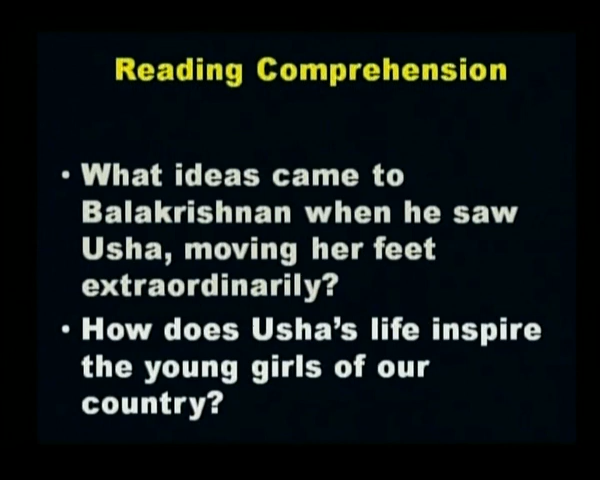 Reading Comprehension
• What ideas came to
Balakrishnan when he saw
Usha, moving her feet
extraordinarily?
• How does Usha's life inspire
the young girls of our
country?